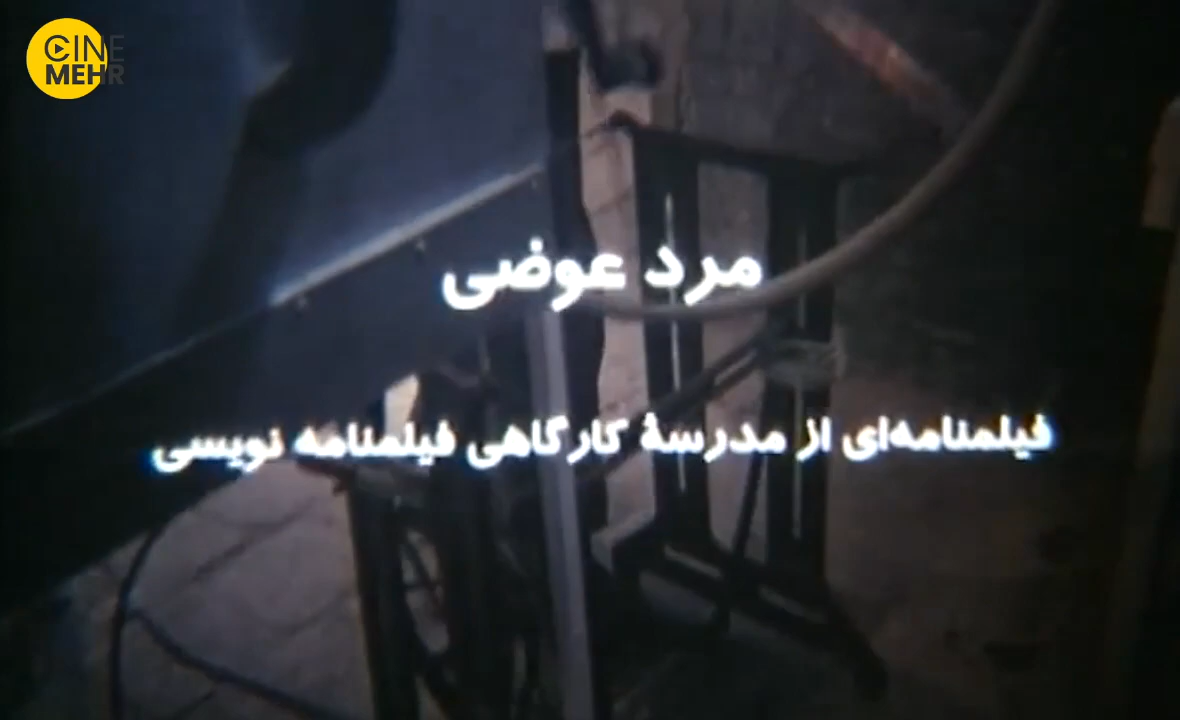 CINE
MEHR
مرد عوضی
فیلمنامه‌ای از مدرسهٔ کارگاهی فیلمنامه نویسی